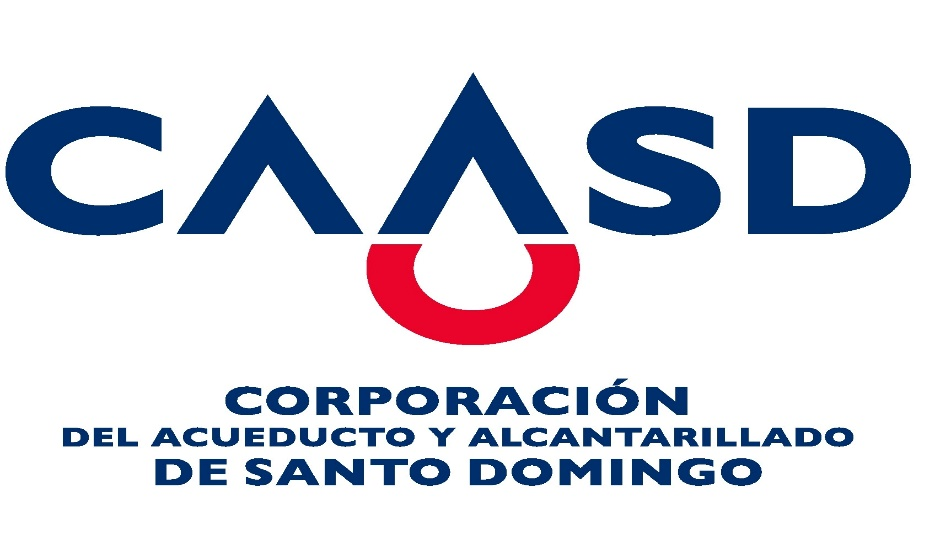 CAASD
CORPORACIÓN
DEL ACUEDUCTO Y ALCANTARILLADO
DE SANTO DOMINGO